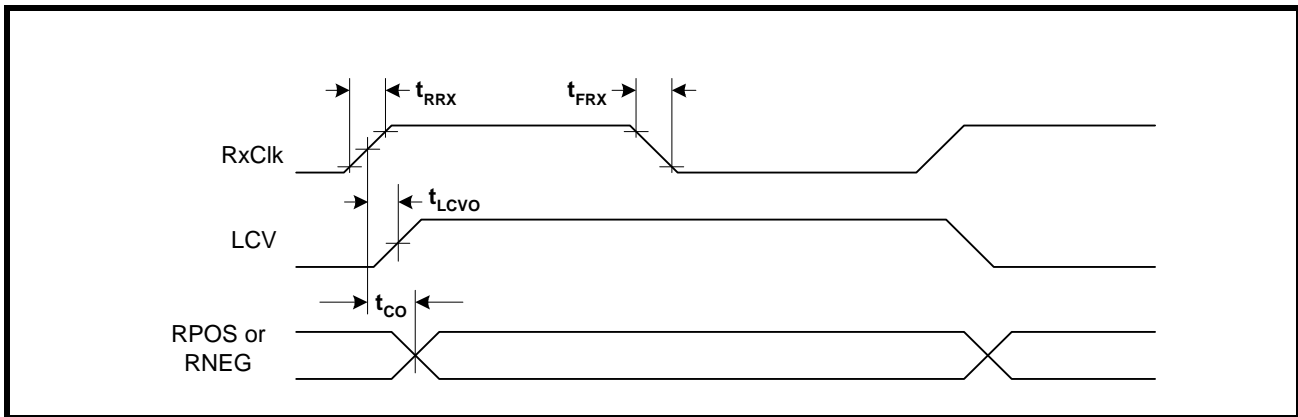 tRRX
tFRX
RxClk
tLCVO
LCV
tCO
RPOS or
RNEG